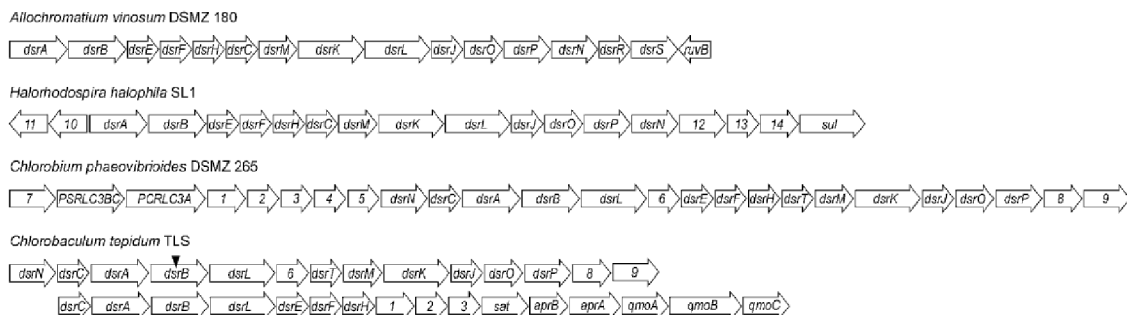 Allochromatium vinosum DSMZ 180
dsrA dsrB dsrE dsrF dsrH dsrC dsrM dsrK dsrL dsrJ dsrO dsrP dsrN dsrR dsrS ruvB
Halorhodospira halophila SL1
11 10 dsrA dsrB dsrE dsrF dsrH dsrC dsrM dsrK dsrL dsrJ dsrO dsrP dsrN 12 13 14 sul
Chlorobium phaeovibrioides DSMZ 265
7 PSRLC3BC PCRLC3A 1 2 3 4 5 dsrN dsrC dsrA dsrB dsrL 6 dsrE dsrF dsrH dsrT dsrM dsrK dsrJ dsrO dsrP 8 9
Chlorobaculum tepidum TLS
dsrN dsrC dsrA dsrB dsrL 6 dsrT dsrM dsrK dsrJ dsrO dsrP 8 9
dsrC dsrA dsrB dsrL dsrE dsrF dsrH 1 2 3 sat aprB aprA qmoA qmoB qmoC